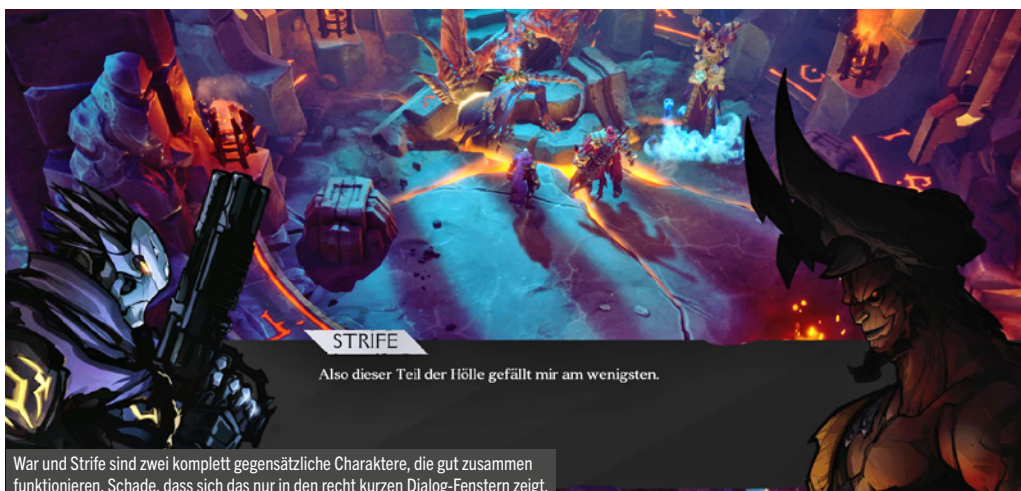 STRIFE
Also dieser Teil der Hölle gefällt mir am wenigsten.
War und Strife sind zwei komplett gegensätzliche Charaktere, die gut zusammen
funktionieren. Schade, dass sich das nur in den recht kurzen Dialog-Fenstern zeigt.